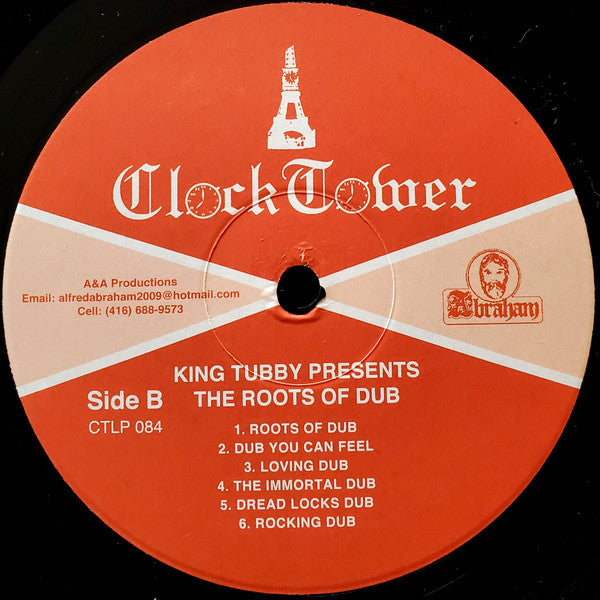 Clock Tower
A&A Productions
Email: alfredabraham2009@hotmail.com
Cell: (416) 688-9573
Abraham
KING TUBBY PRESENTS
THE ROOTS OF DUB
Side B
CTLP 084
1. ROOTS OF DUB
2. DUB YOU CAN FEEL
3. LOVING DUB
4. THE IMMORTAL DUB
5. DREAD LOCKS DUB
6. ROCKING DUB